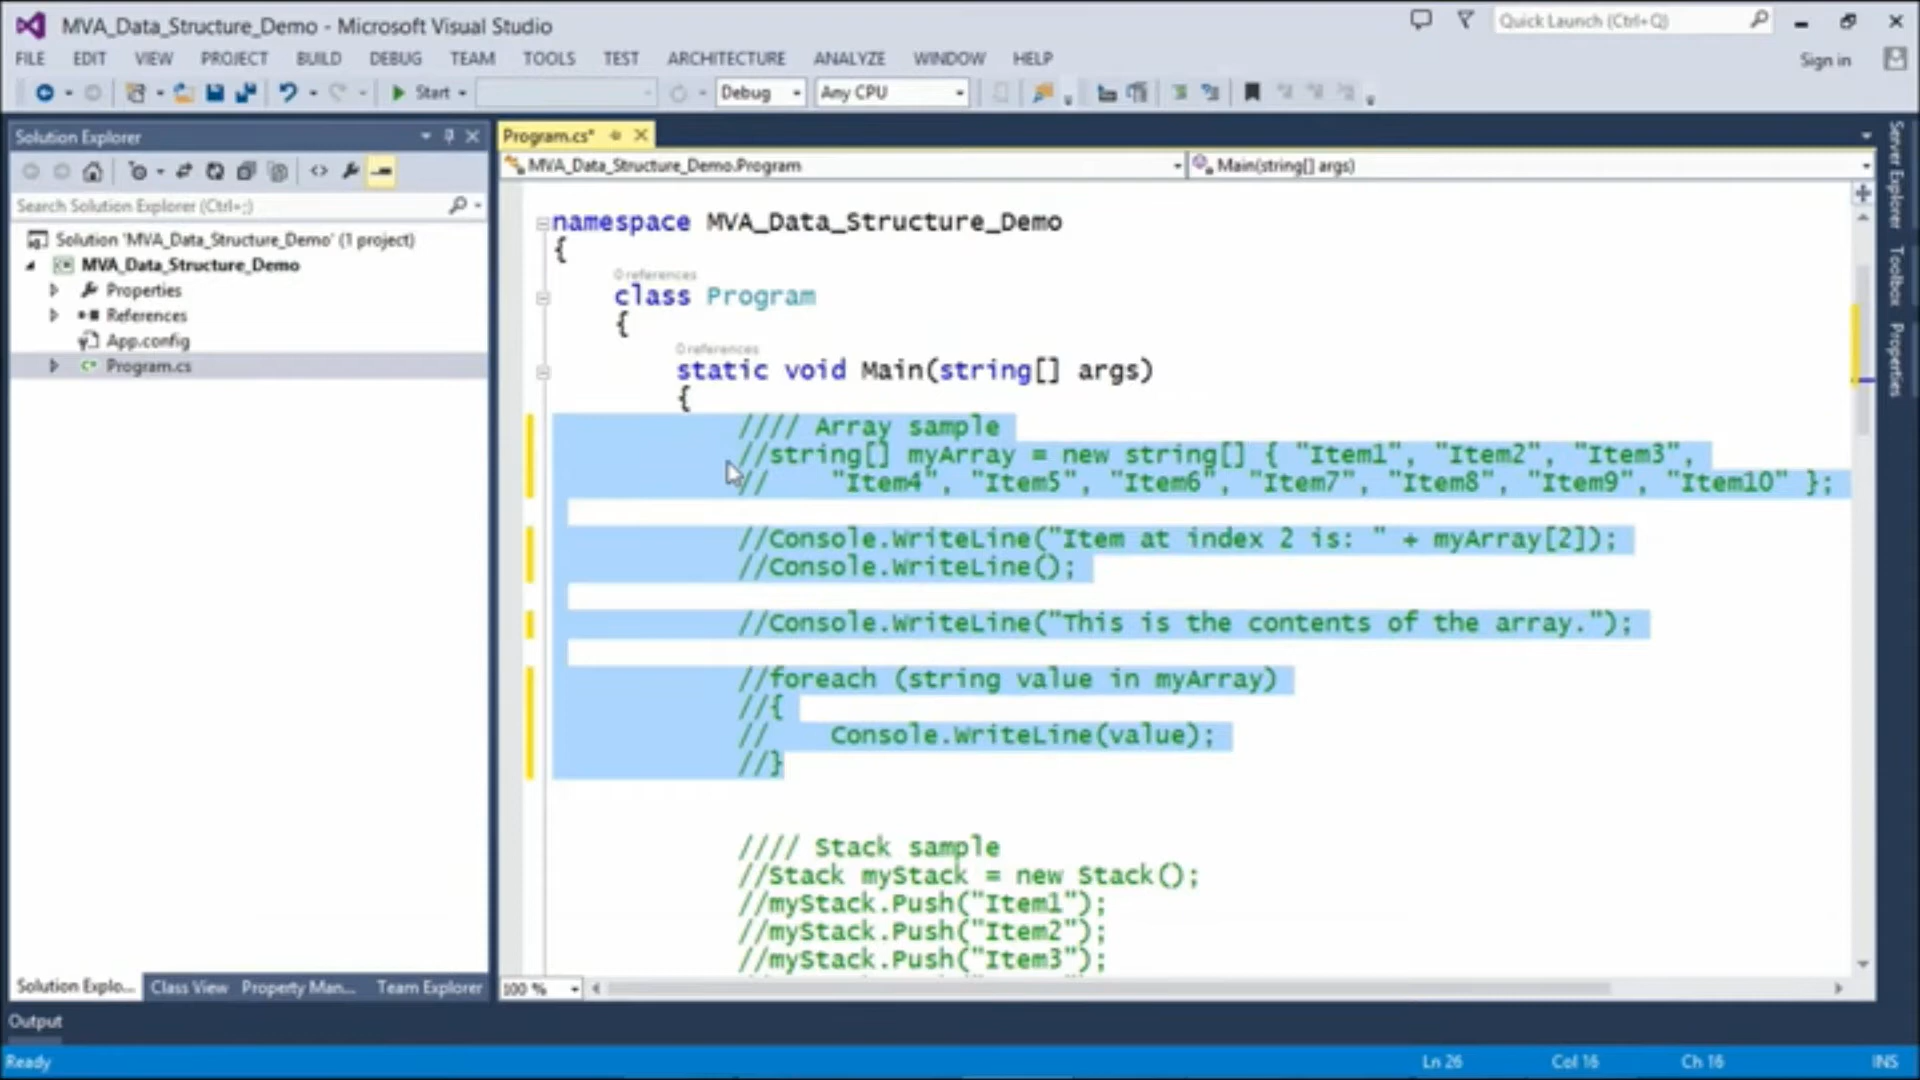 MVA_Data_Structure_Demo - Microsoft Visual Studio
Quick Launch (Ctrl+Q)
FILE EDIT VIEW PROJECT BUILD DEBUG TEAM TOOLS TEST ARCHITECTURE ANALYZE WINDOW HELP
Sign in
Start Debug Any CPU
Solution Explorer
Search Solution Explorer (Ctrl+;)
Solution 'MVA_Data_Structure_Demo' (1 project)
MVA_Data_Structure_Demo
Properties
References
App.config
Program.cs
Solution Explo... Class View Property Man... Team Explorer
Program.cs*
MVA_Data_Structure_Demo.Program
Main(string[] args)
namespace MVA_Data_Structure_Demo
{
0 references
class Program
{
0 references
static void Main(string[] args)
{
//// Array sample
//string[] myArray = new string[] { "Item1", "Item2", "Item3",
// "Item4", "Item5", "Item6", "Item7", "Item8", "Item9", "Item10" };
//Console.WriteLine("Item at index 2 is: " + myArray[2]);
//Console.WriteLine();
//Console.WriteLine("This is the contents of the array.");
//foreach (string value in myArray)
//{
// Console.WriteLine(value);
//}
//// Stack sample
//Stack myStack = new Stack();
//myStack.Push("Item1");
//myStack.Push("Item2");
//myStack.Push("Item3");
100 %
Server Explorer
Toolbox
Properties
Output
Ready
Ln 26 Col 16 Ch 16 INS